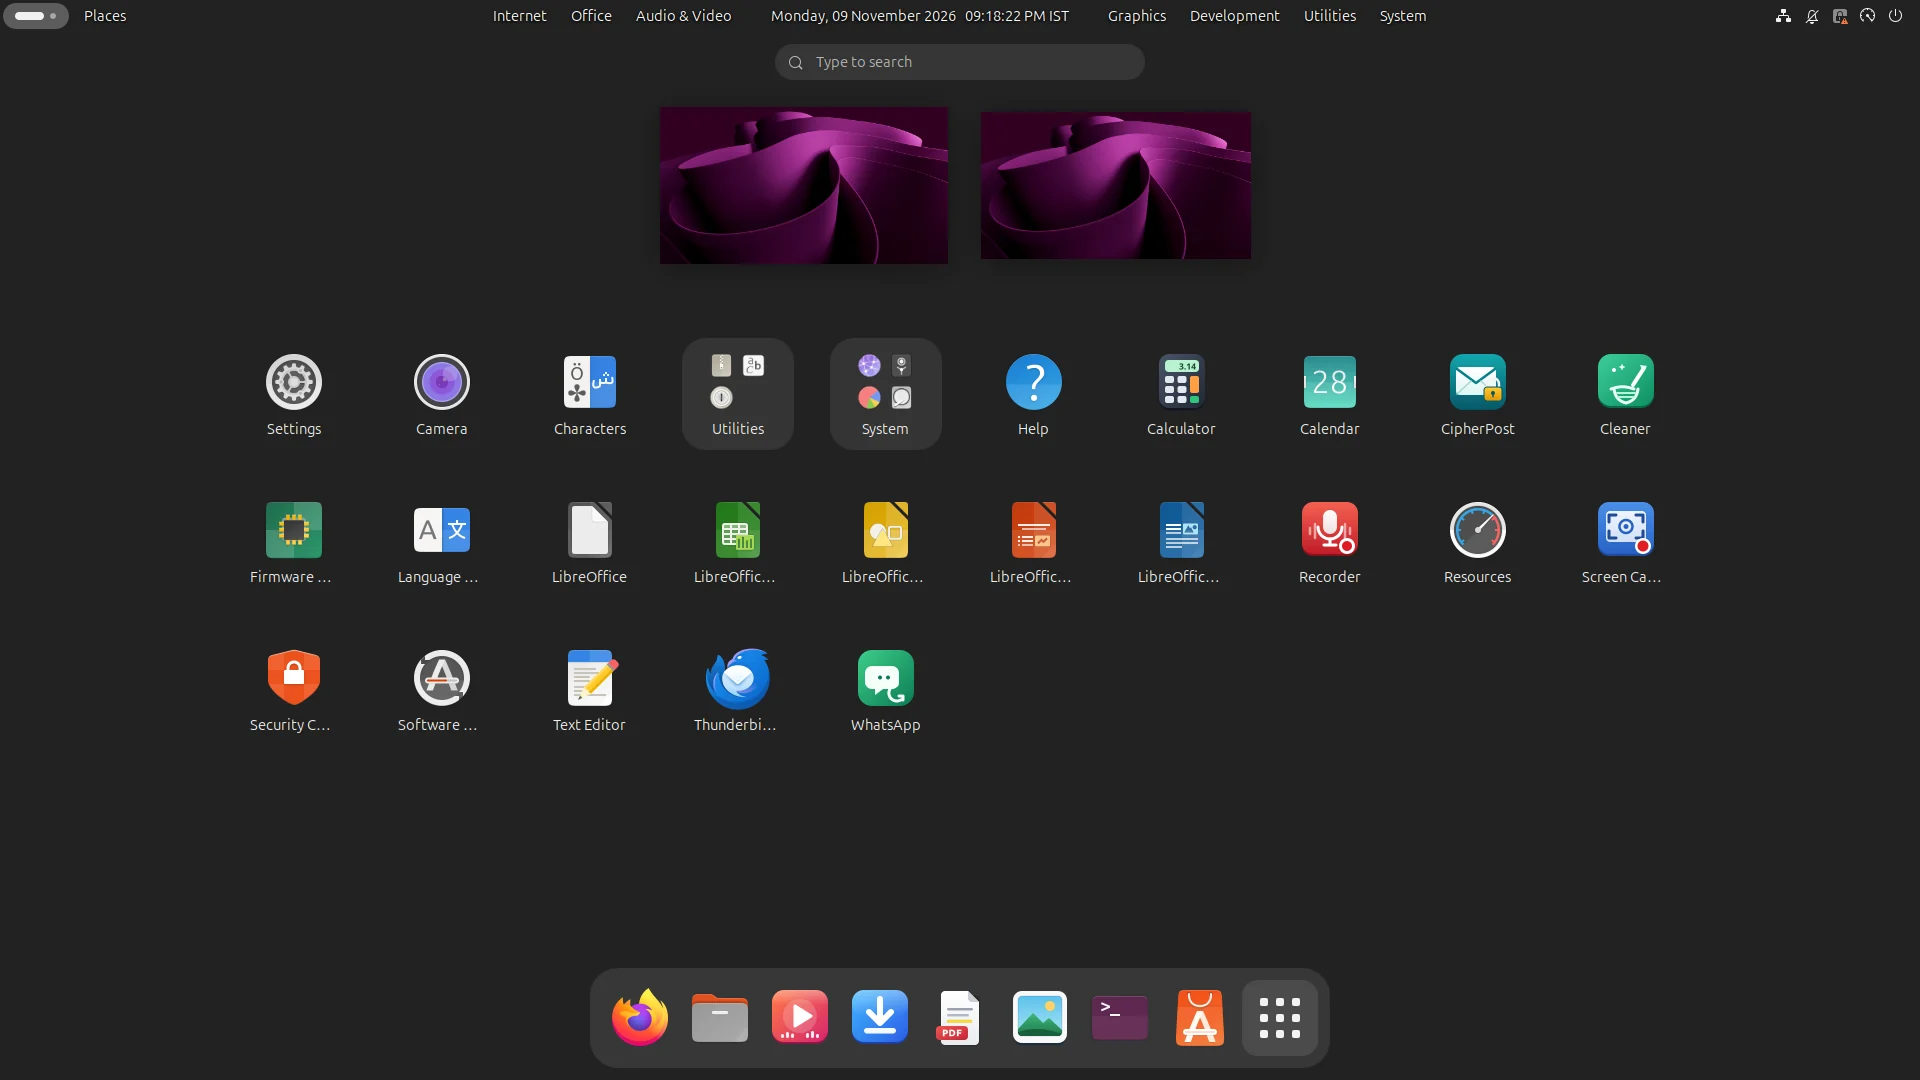 Places Internet Office Audio & Video Monday, 09 November 2026 09:18:22 PM IST Graphics Development Utilities System
Type to search
3.14
28
Settings Camera Characters Utilities System Help Calculator Calendar CipherPost Cleaner
Firmware ... Language ... LibreOffice LibreOffic... LibreOffic... LibreOffic... LibreOffic... Recorder Resources Screen Ca...
Security C... Software ... Text Editor Thunderbi... WhatsApp
>_
PDF